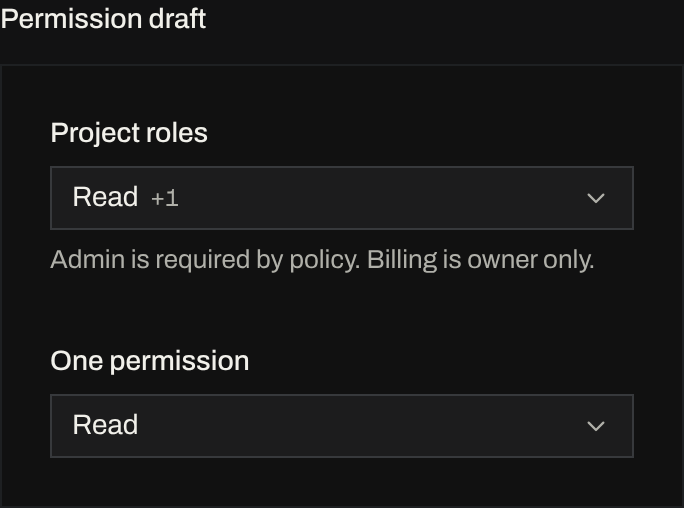 Permission draft
Project roles
Read +1
Admin is required by policy. Billing is owner only.
One permission
Read